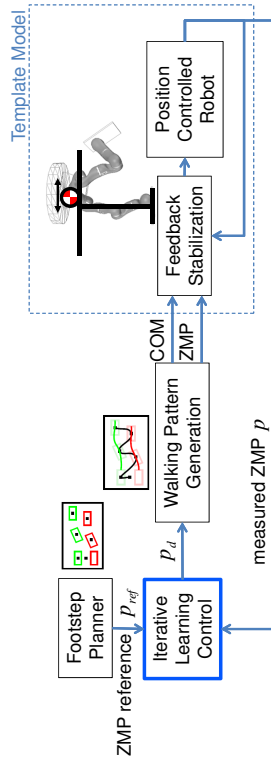 Template Model
Footstep
Planner
ZMP reference
p_ref
Iterative
Learning
Control
p_d
Walking Pattern
Generation
COM
ZMP
Feedback
Stabilization
Position
Controlled
Robot
measured ZMP p